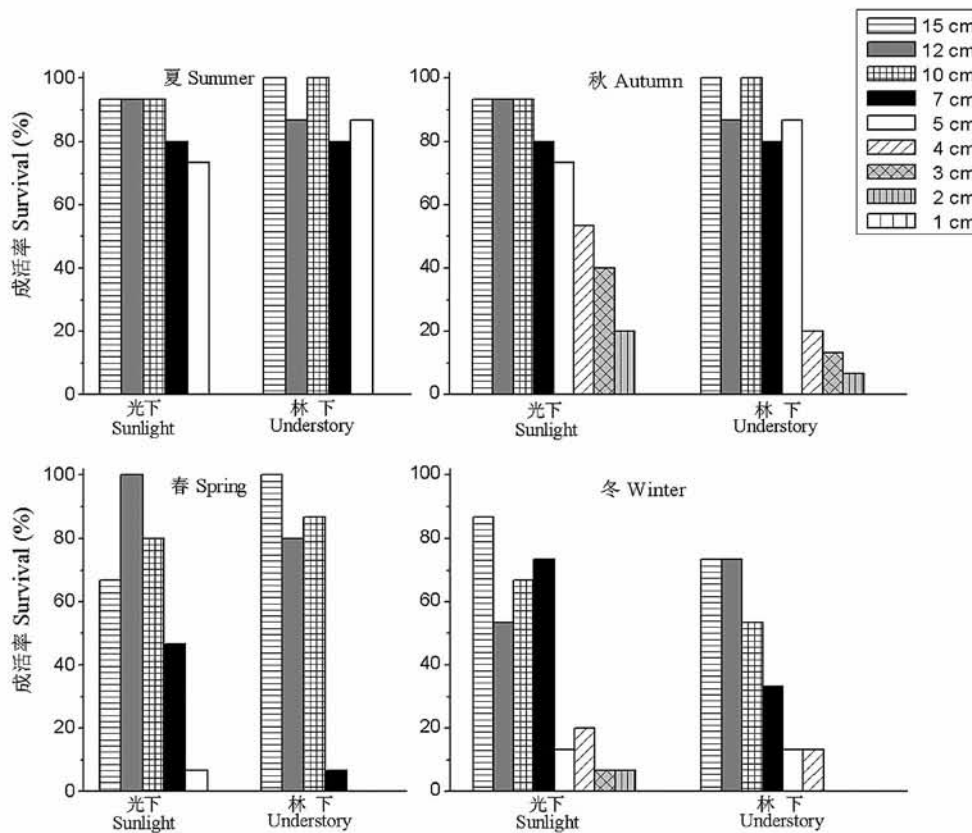 15 cm
12 cm
10 cm
7 cm
5 cm
4 cm
3 cm
2 cm
1 cm
夏 Summer
成活率 Survival (%)
100
80
60
40
20
0
光下
Sunlight
林 下
Understory
秋 Autumn
100
80
60
40
20
0
光下
Sunlight
林 下
Understory
春 Spring
成活率 Survival (%)
100
80
60
40
20
0
光下
Sunlight
林 下
Understory
冬 Winter
100
80
60
40
20
0
光下
Sunlight
林 下
Understory